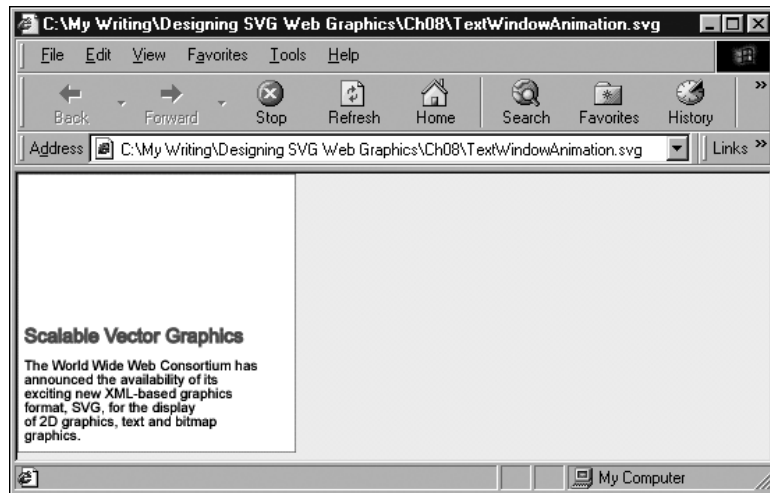 C:\My Writing\Designing SVG Web Graphics\Ch08\TextWindowAnimation.svg
File Edit View Favorites Tools Help
Back Forward Stop Refresh Home Search Favorites History »
Address C:\My Writing\Designing SVG Web Graphics\Ch08\TextWindowAnimation.svg Links »
Scalable Vector Graphics
The World Wide Web Consortium has
announced the availability of its
exciting new XML-based graphics
format, SVG, for the display
of 2D graphics, text and bitmap
graphics.
My Computer